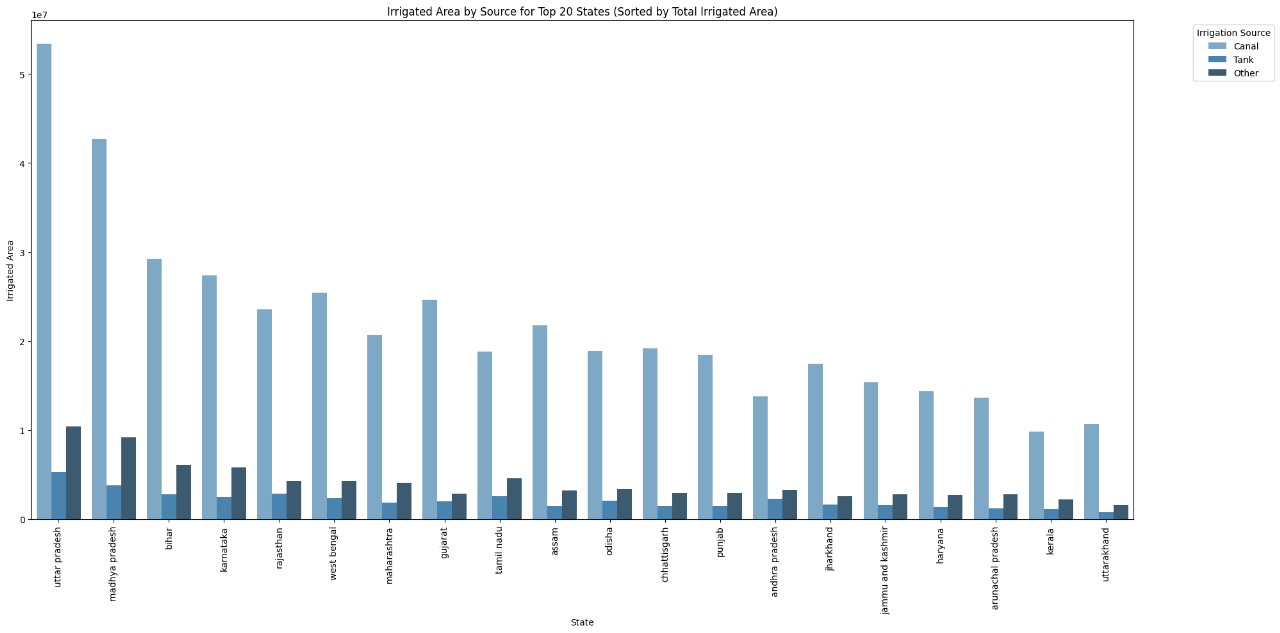 Irrigated Area by Source for Top 20 States (Sorted by Total Irrigated Area)
1e7
5
4
3
2
1
0
Irrigated Area
uttar pradesh
madhya pradesh
bihar
karnataka
rajasthan
west bengal
maharashtra
gujarat
tamil nadu
assam
odisha
chhattisgarh
punjab
andhra pradesh
jharkhand
jammu and kashmir
haryana
arunachal pradesh
kerala
uttarakhand
State
Irrigation Source
Canal
Tank
Other